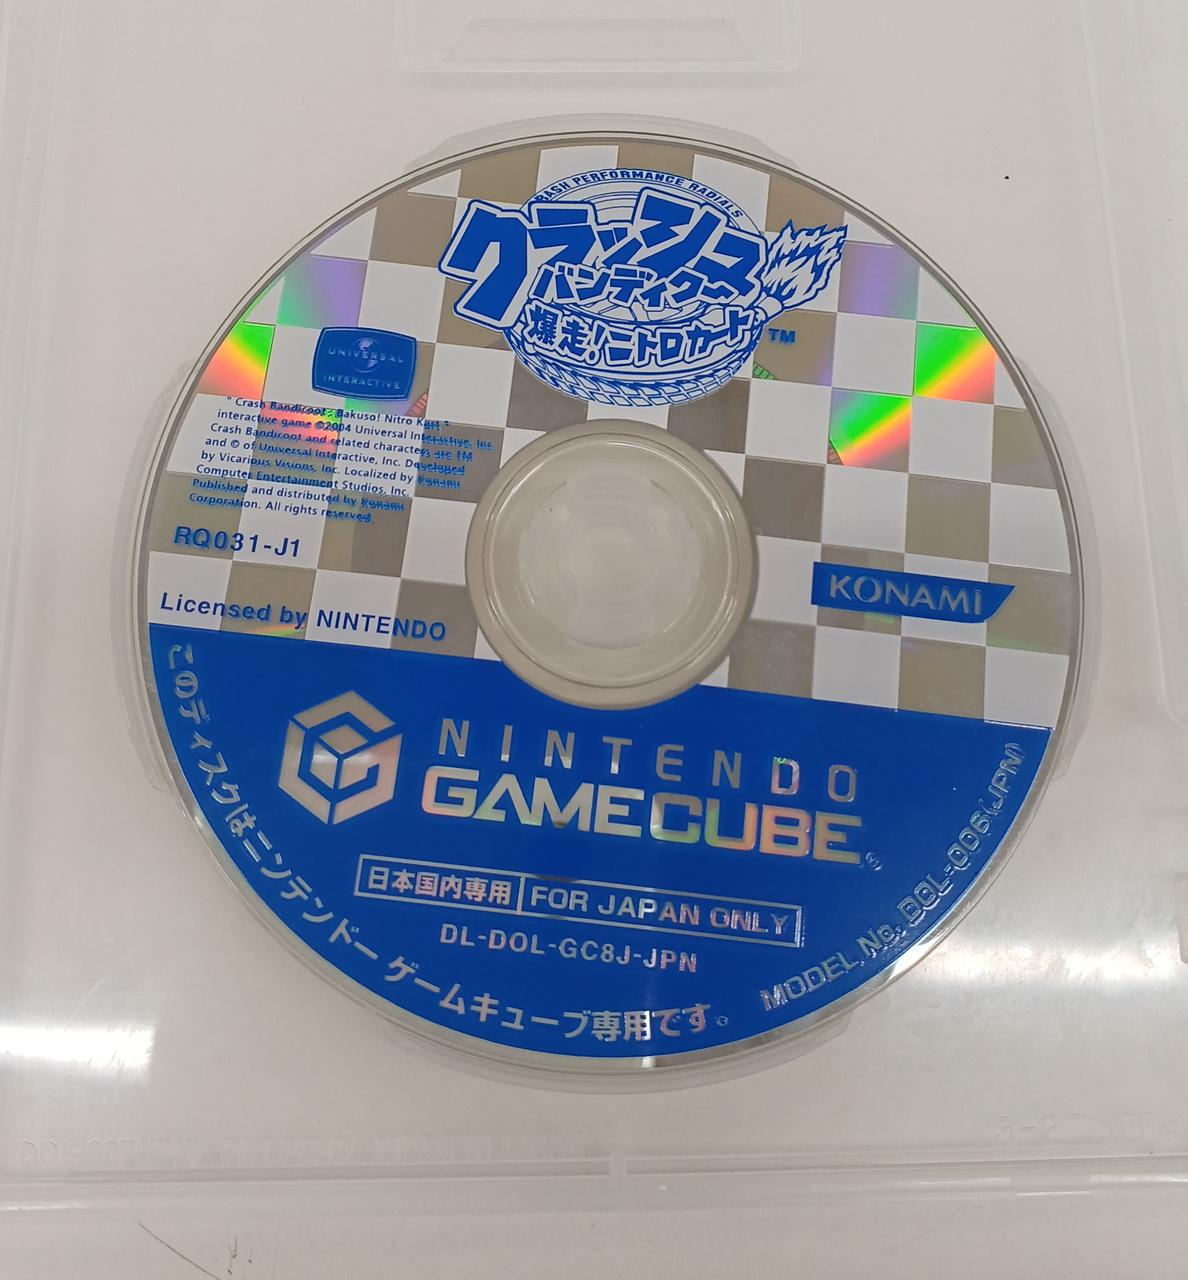 CRASH PERFORMANCE RADIALS
クラッシュ
バンディクー
爆走!ニトロカート
TM
UNIVERSAL
INTERACTIVE
" Crash Bandicoot : Bakuso! Nitro Kart "
interactive game ©2004 Universal Interactive, Inc.
Crash Bandicoot and related characters are TM
and © of Universal Interactive, Inc. Developed
by Vicarious Visions, Inc. Localized by Konami
Computer Entertainment Studios, Inc.
Published and distributed by Konami
Corporation. All rights reserved.
RQ031-J1
KONAMI
Licensed by NINTENDO
NINTENDO
GAMECUBE®
日本国内専用 FOR JAPAN ONLY
DL-DOL-GC8J-JPN
このディスクはニンテンドー ゲームキューブ専用です。
MODEL No. DOL-006(JPN)